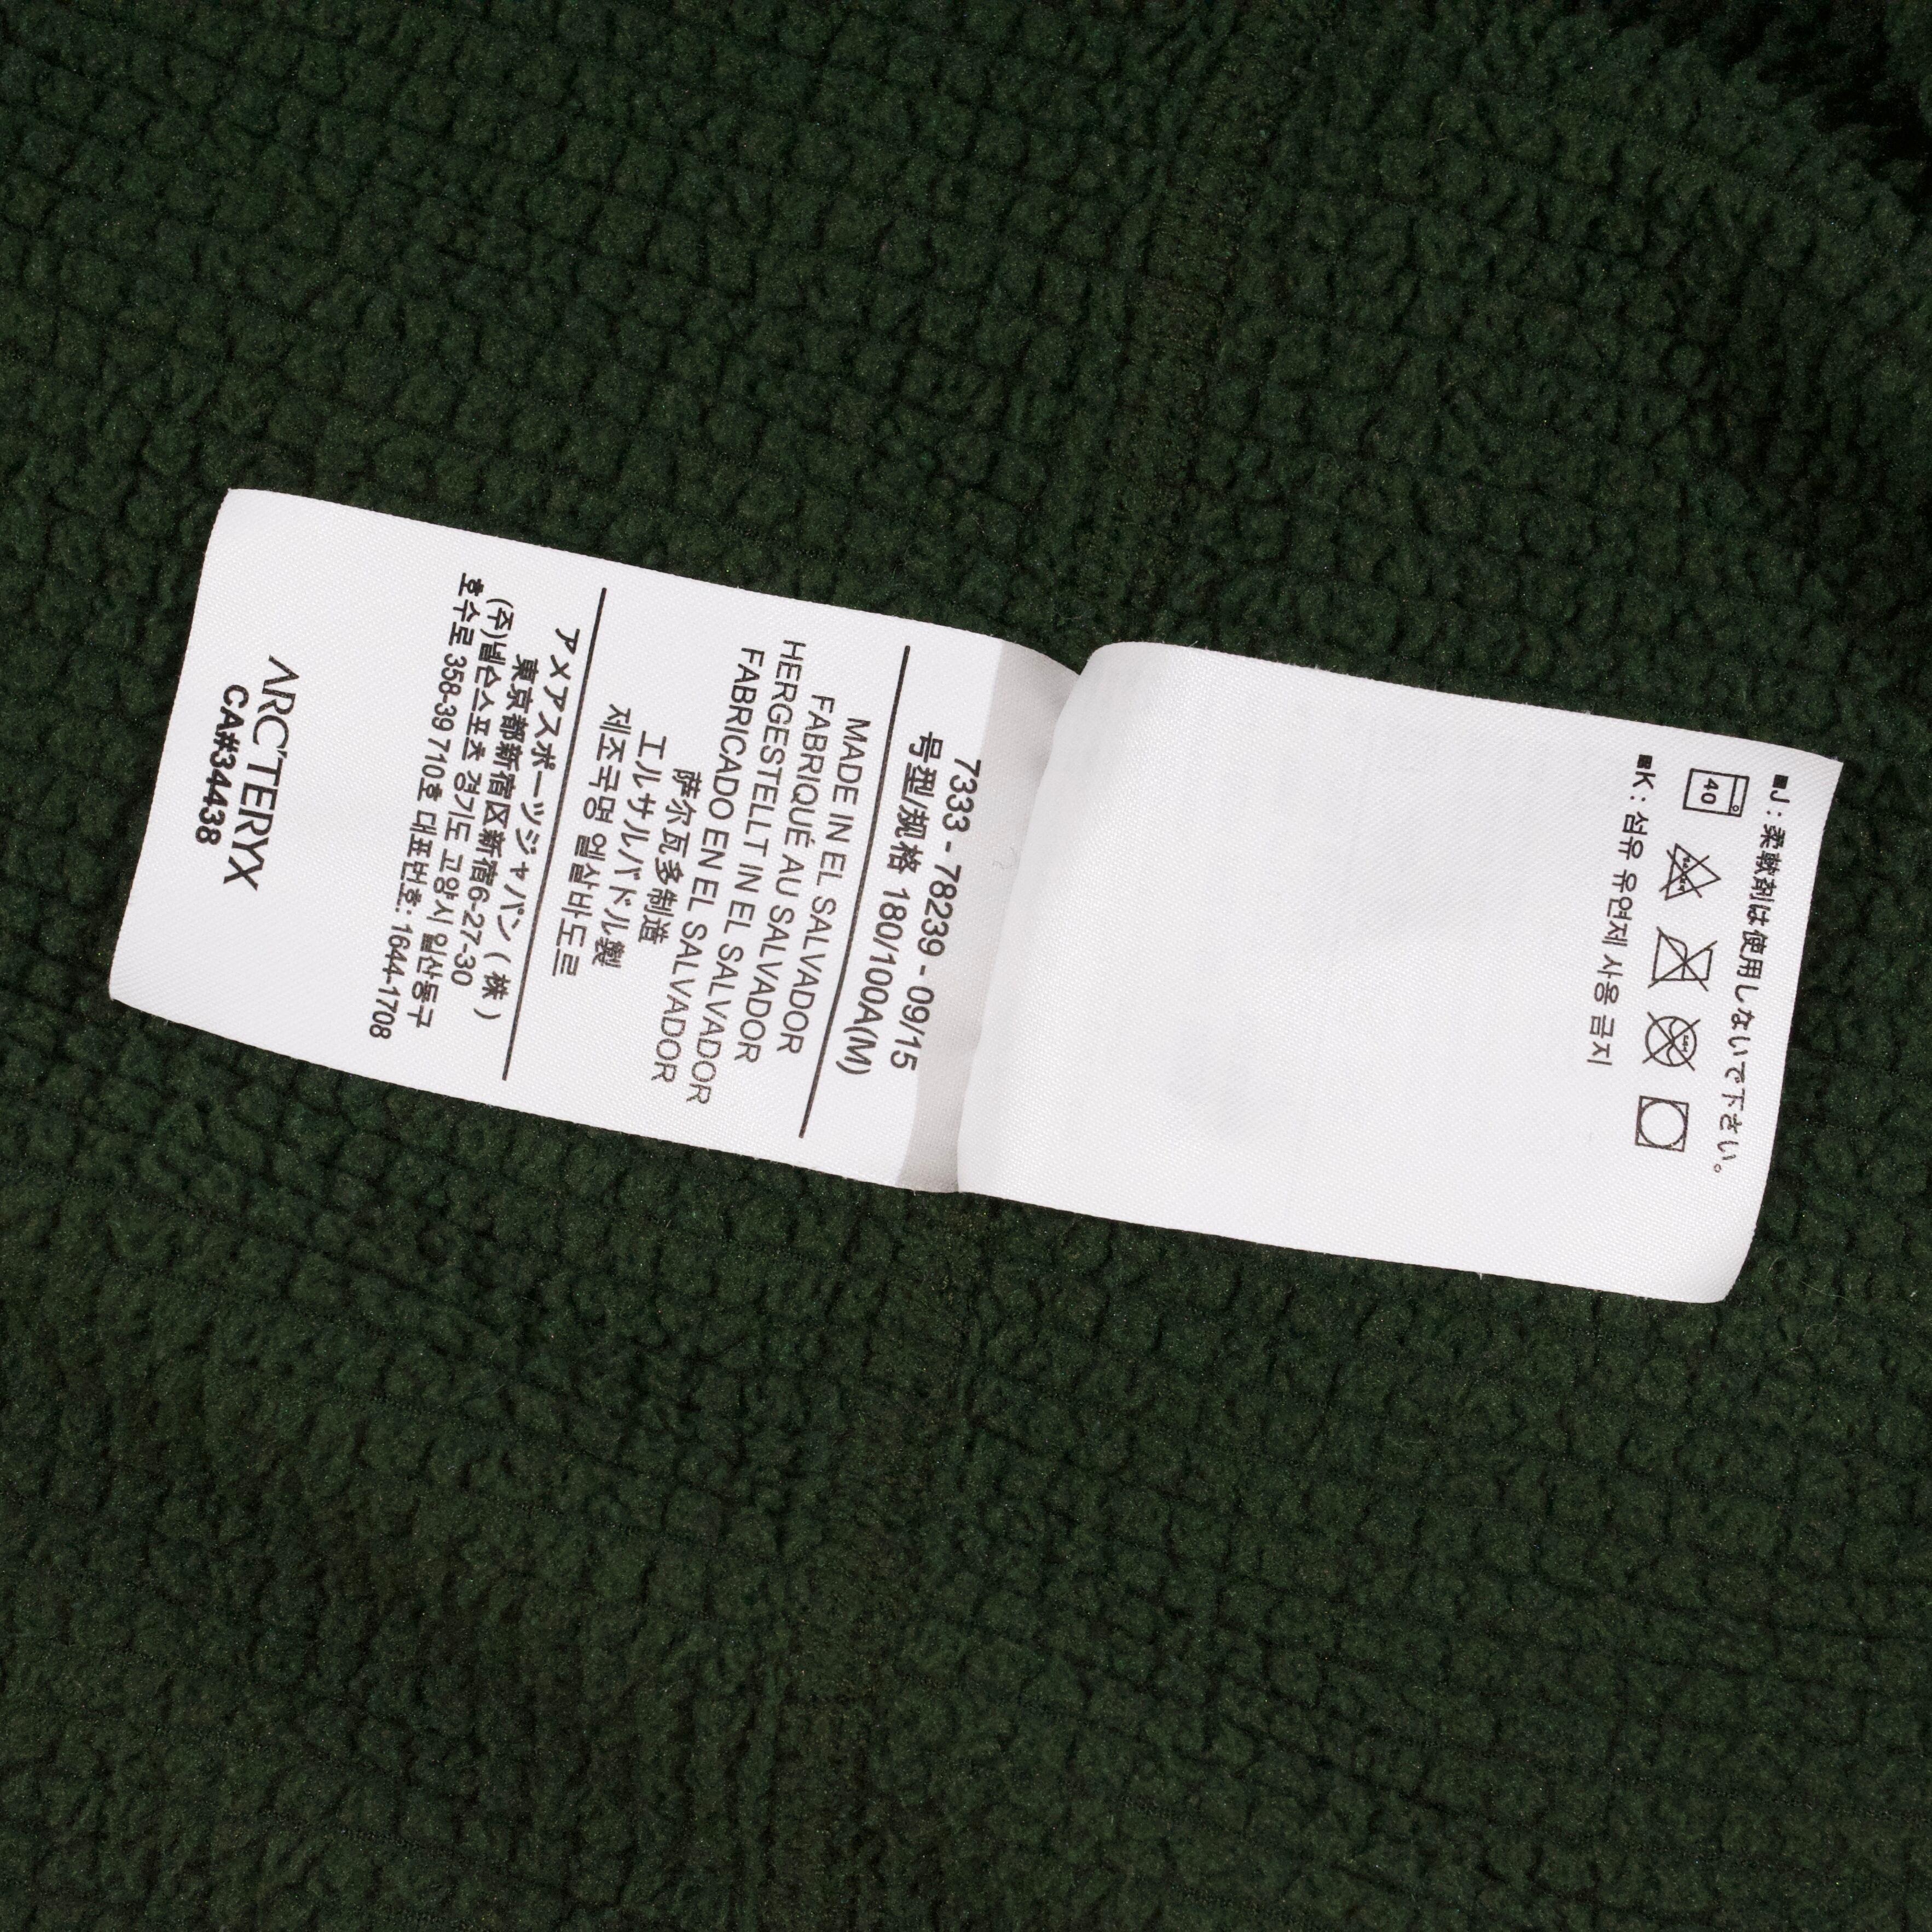 ■J : 柔軟剤は使用しないで下さい。
40
■K : 섬유 유연제 사용 금지
7333 - 78239 - 09/15
号型/规格 180/100A(M)
MADE IN EL SALVADOR
FABRIQUÉ AU SALVADOR
HERGESTELLT IN EL SALVADOR
FABRICADO EN EL SALVADOR
萨尔瓦多制造
エルサルバドル製
제조국명 엘살바도르
アメアスポーツジャパン ( 株 )
東京都新宿区新宿6-27-30
(주)넬슨스포츠 경기도 고양시 일산동구
호수로 358-39 710호 대표번호: 1644-1708
ARC'TERYX
CA#34438